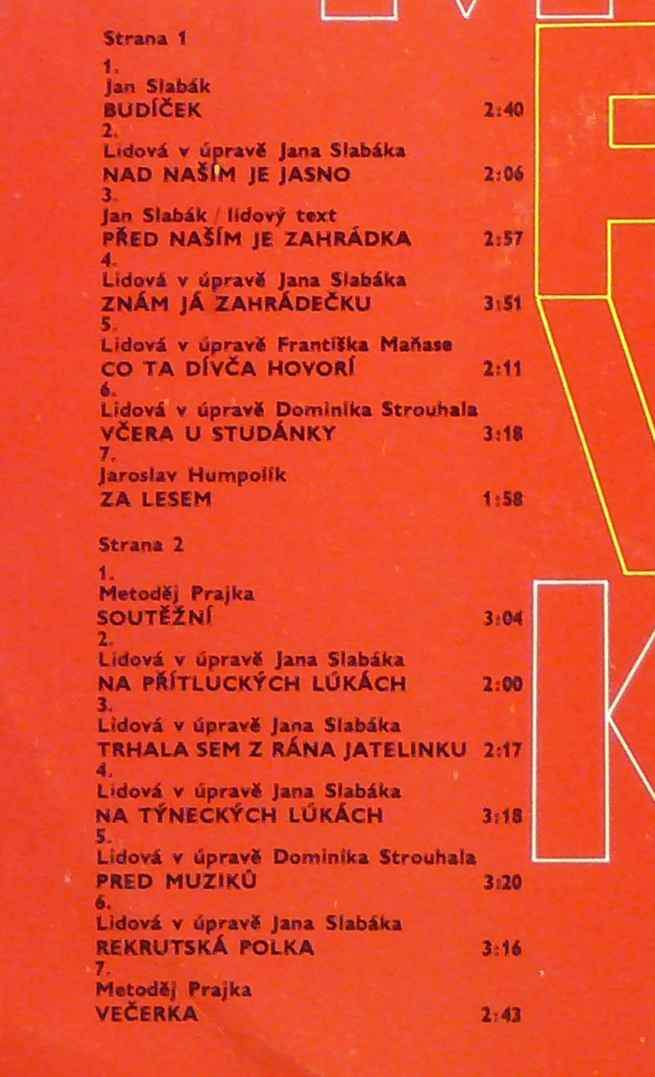 Strana 1
1.
Jan Slabák
BUDÍČEK 2:40
2.
Lidová v úpravě Jana Slabáka
NAD NAŠÍM JE JASNO 2:06
3.
Jan Slabák / lidový text
PŘED NAŠÍM JE ZAHRÁDKA 2:57
4.
Lidová v úpravě Jana Slabáka
ZNÁM JÁ ZAHRÁDEČKU 3:51
5.
Lidová v úpravě Františka Maňase
CO TA DÍVČA HOVORÍ 2:11
6.
Lidová v úpravě Dominika Strouhala
VČERA U STUDÁNKY 3:18
7.
Jaroslav Humpolík
ZA LESEM 1:58
Strana 2
1.
Metoděj Prajka
SOUTĚŽNÍ 3:04
2.
Lidová v úpravě Jana Slabáka
NA PŘÍTLUCKÝCH LÚKÁCH 2:00
3.
Lidová v úpravě Jana Slabáka
TRHALA SEM Z RÁNA JATELINKU 2:17
4.
Lidová v úpravě Jana Slabáka
NA TÝNECKÝCH LÚKÁCH 3:18
5.
Lidová v úpravě Dominika Strouhala
PRED MUZIKŮ 3:20
6.
Lidová v úpravě Jana Slabáka
REKRUTSKÁ POLKA 3:16
7.
Metoděj Prajka
VEČERKA 2:43